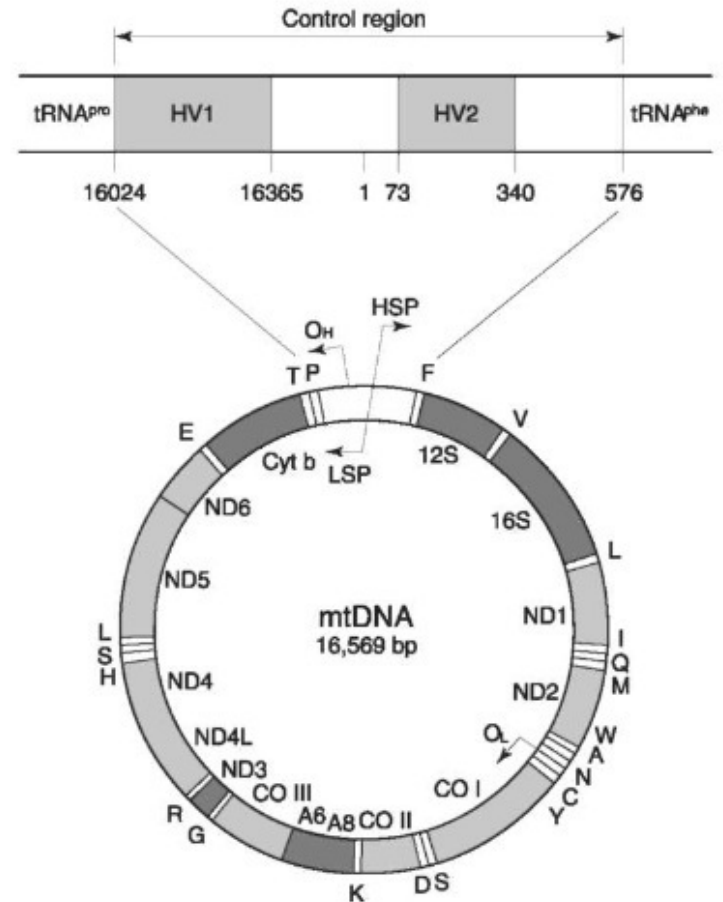 Control region
tRNAᵖʳᵒ HV1 HV2 tRNAᵖʰᵉ
16024 16365 1 73 340 576
HSP
OH
T P F
E V
Cyt b LSP 12S
ND6 16S
L
ND5
mtDNA ND1
16,569 bp
L I
S Q
H M
ND4 ND2
W
OL A
ND4L N
ND3 CO I C
R CO III Y
G A6 A8 CO II
K D S